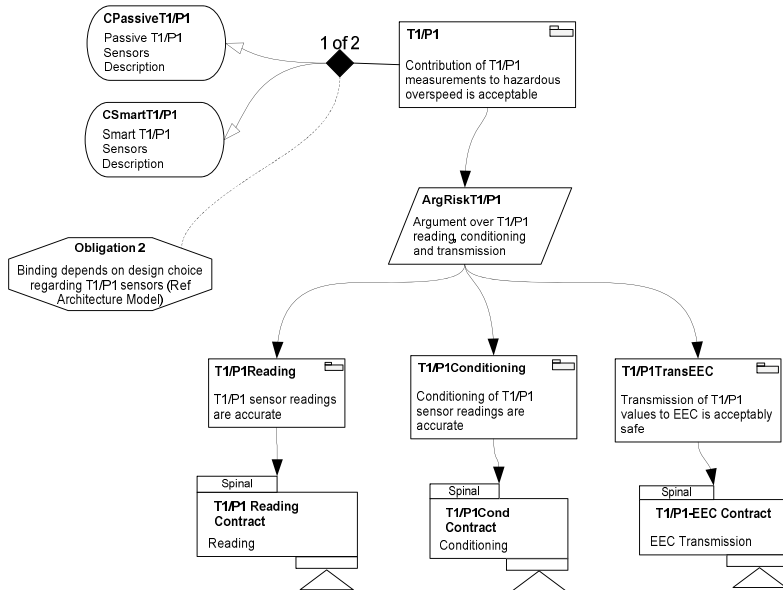 CPassiveT1/P1
Passive T1/P1
Sensors
Description
1 of 2
T1/P1
Contribution of T1/P1
measurements to hazardous
overspeed is acceptable
CSmartT1/P1
Smart T1/P1
Sensors
Description
ArgRiskT1/P1
Argument over T1/P1
reading, conditioning
and transmission
Obligation 2
Binding depends on design choice
regarding T1/P1 sensors (Ref
Architecture Model)
T1/P1Reading
T1/P1 sensor readings
are accurate
T1/P1Conditioning
Conditioning of T1/P1
sensor readings are
accurate
T1/P1TransEEC
Transmission of T1/P1
values to EEC is acceptably
safe
Spinal
T1/P1 Reading
Contract
Reading
Spinal
T1/P1Cond
Contract
Conditioning
Spinal
T1/P1-EEC Contract
EEC Transmission